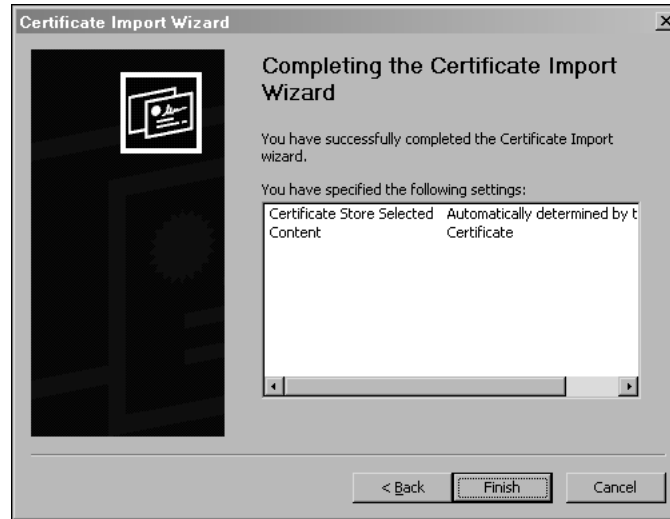 Certificate Import Wizard
Completing the Certificate Import
Wizard
You have successfully completed the Certificate Import
wizard.
You have specified the following settings:
Certificate Store Selected Automatically determined by t
Content Certificate
< Back Finish Cancel